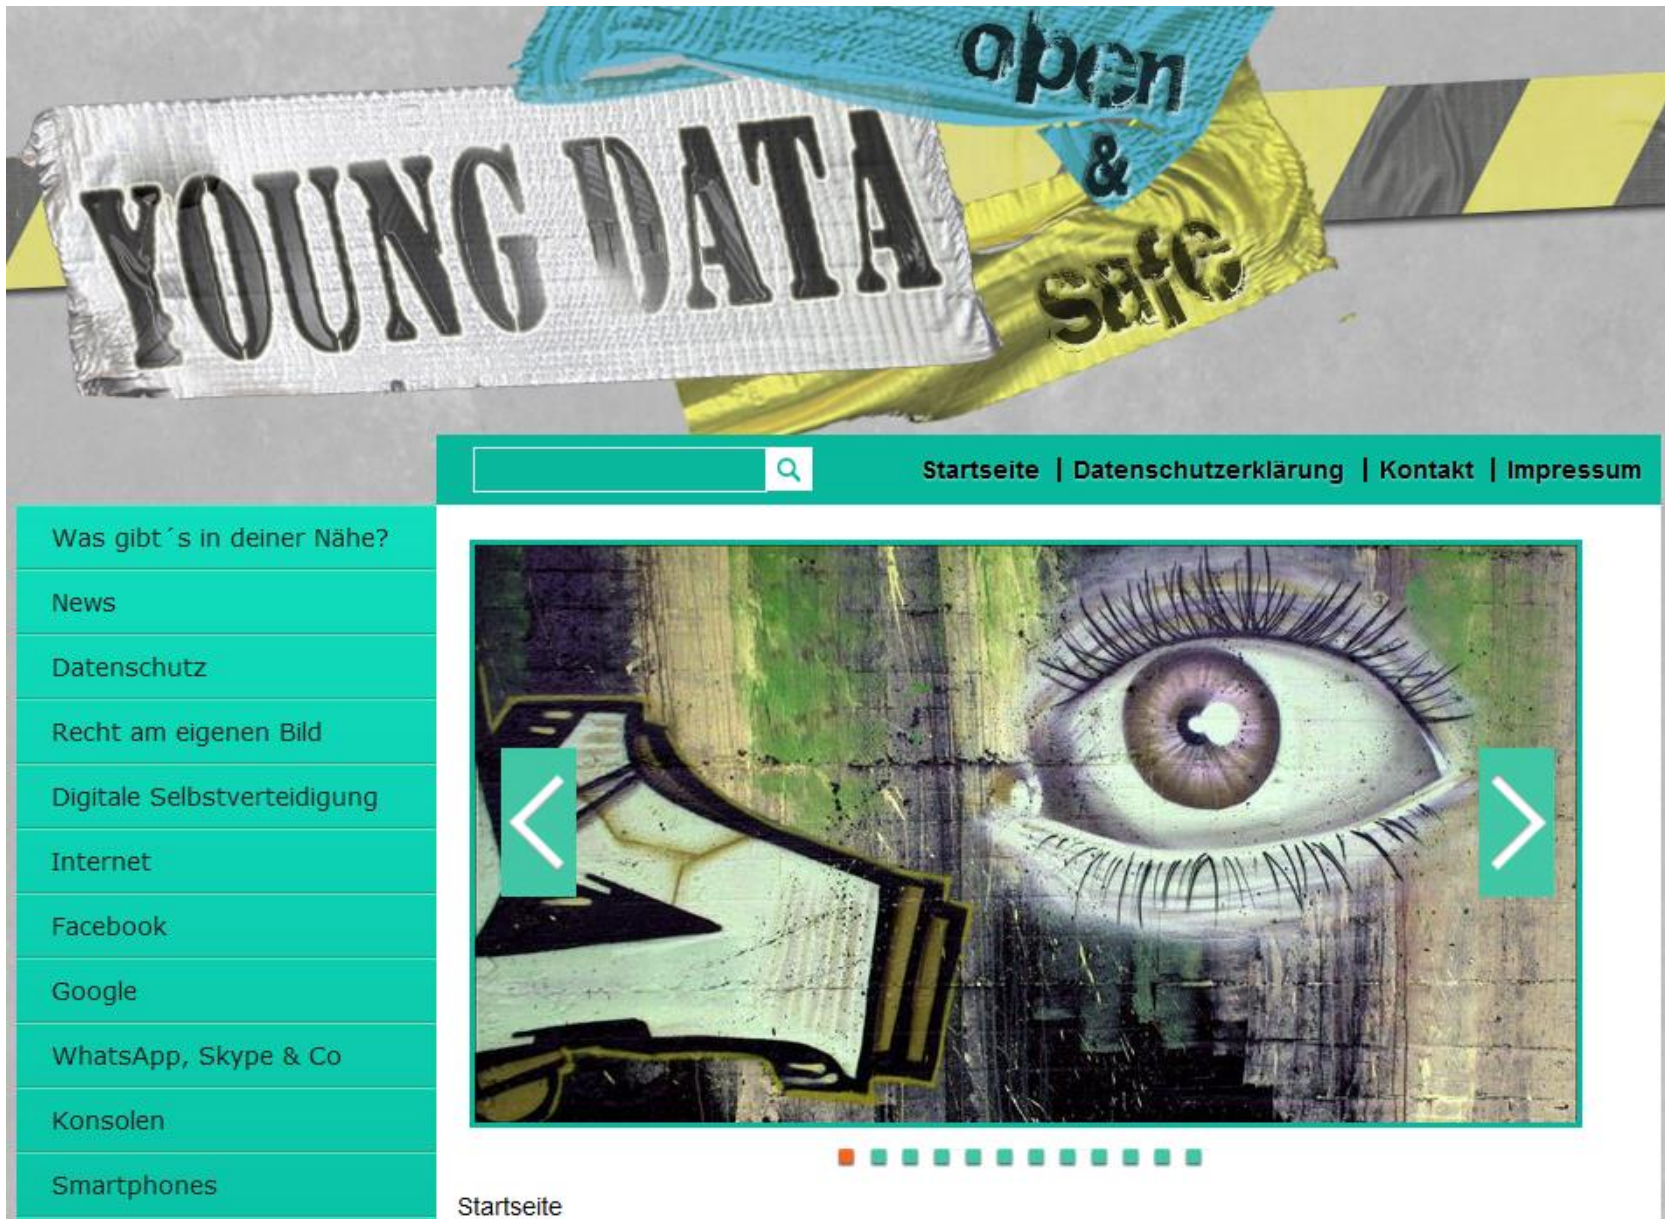 YOUNG DATA
open
&
safe
Startseite | Datenschutzerklärung | Kontakt | Impressum
Was gibt´s in deiner Nähe?
News
Datenschutz
Recht am eigenen Bild
Digitale Selbstverteidigung
Internet
Facebook
Google
WhatsApp, Skype & Co
Konsolen
Smartphones
Startseite